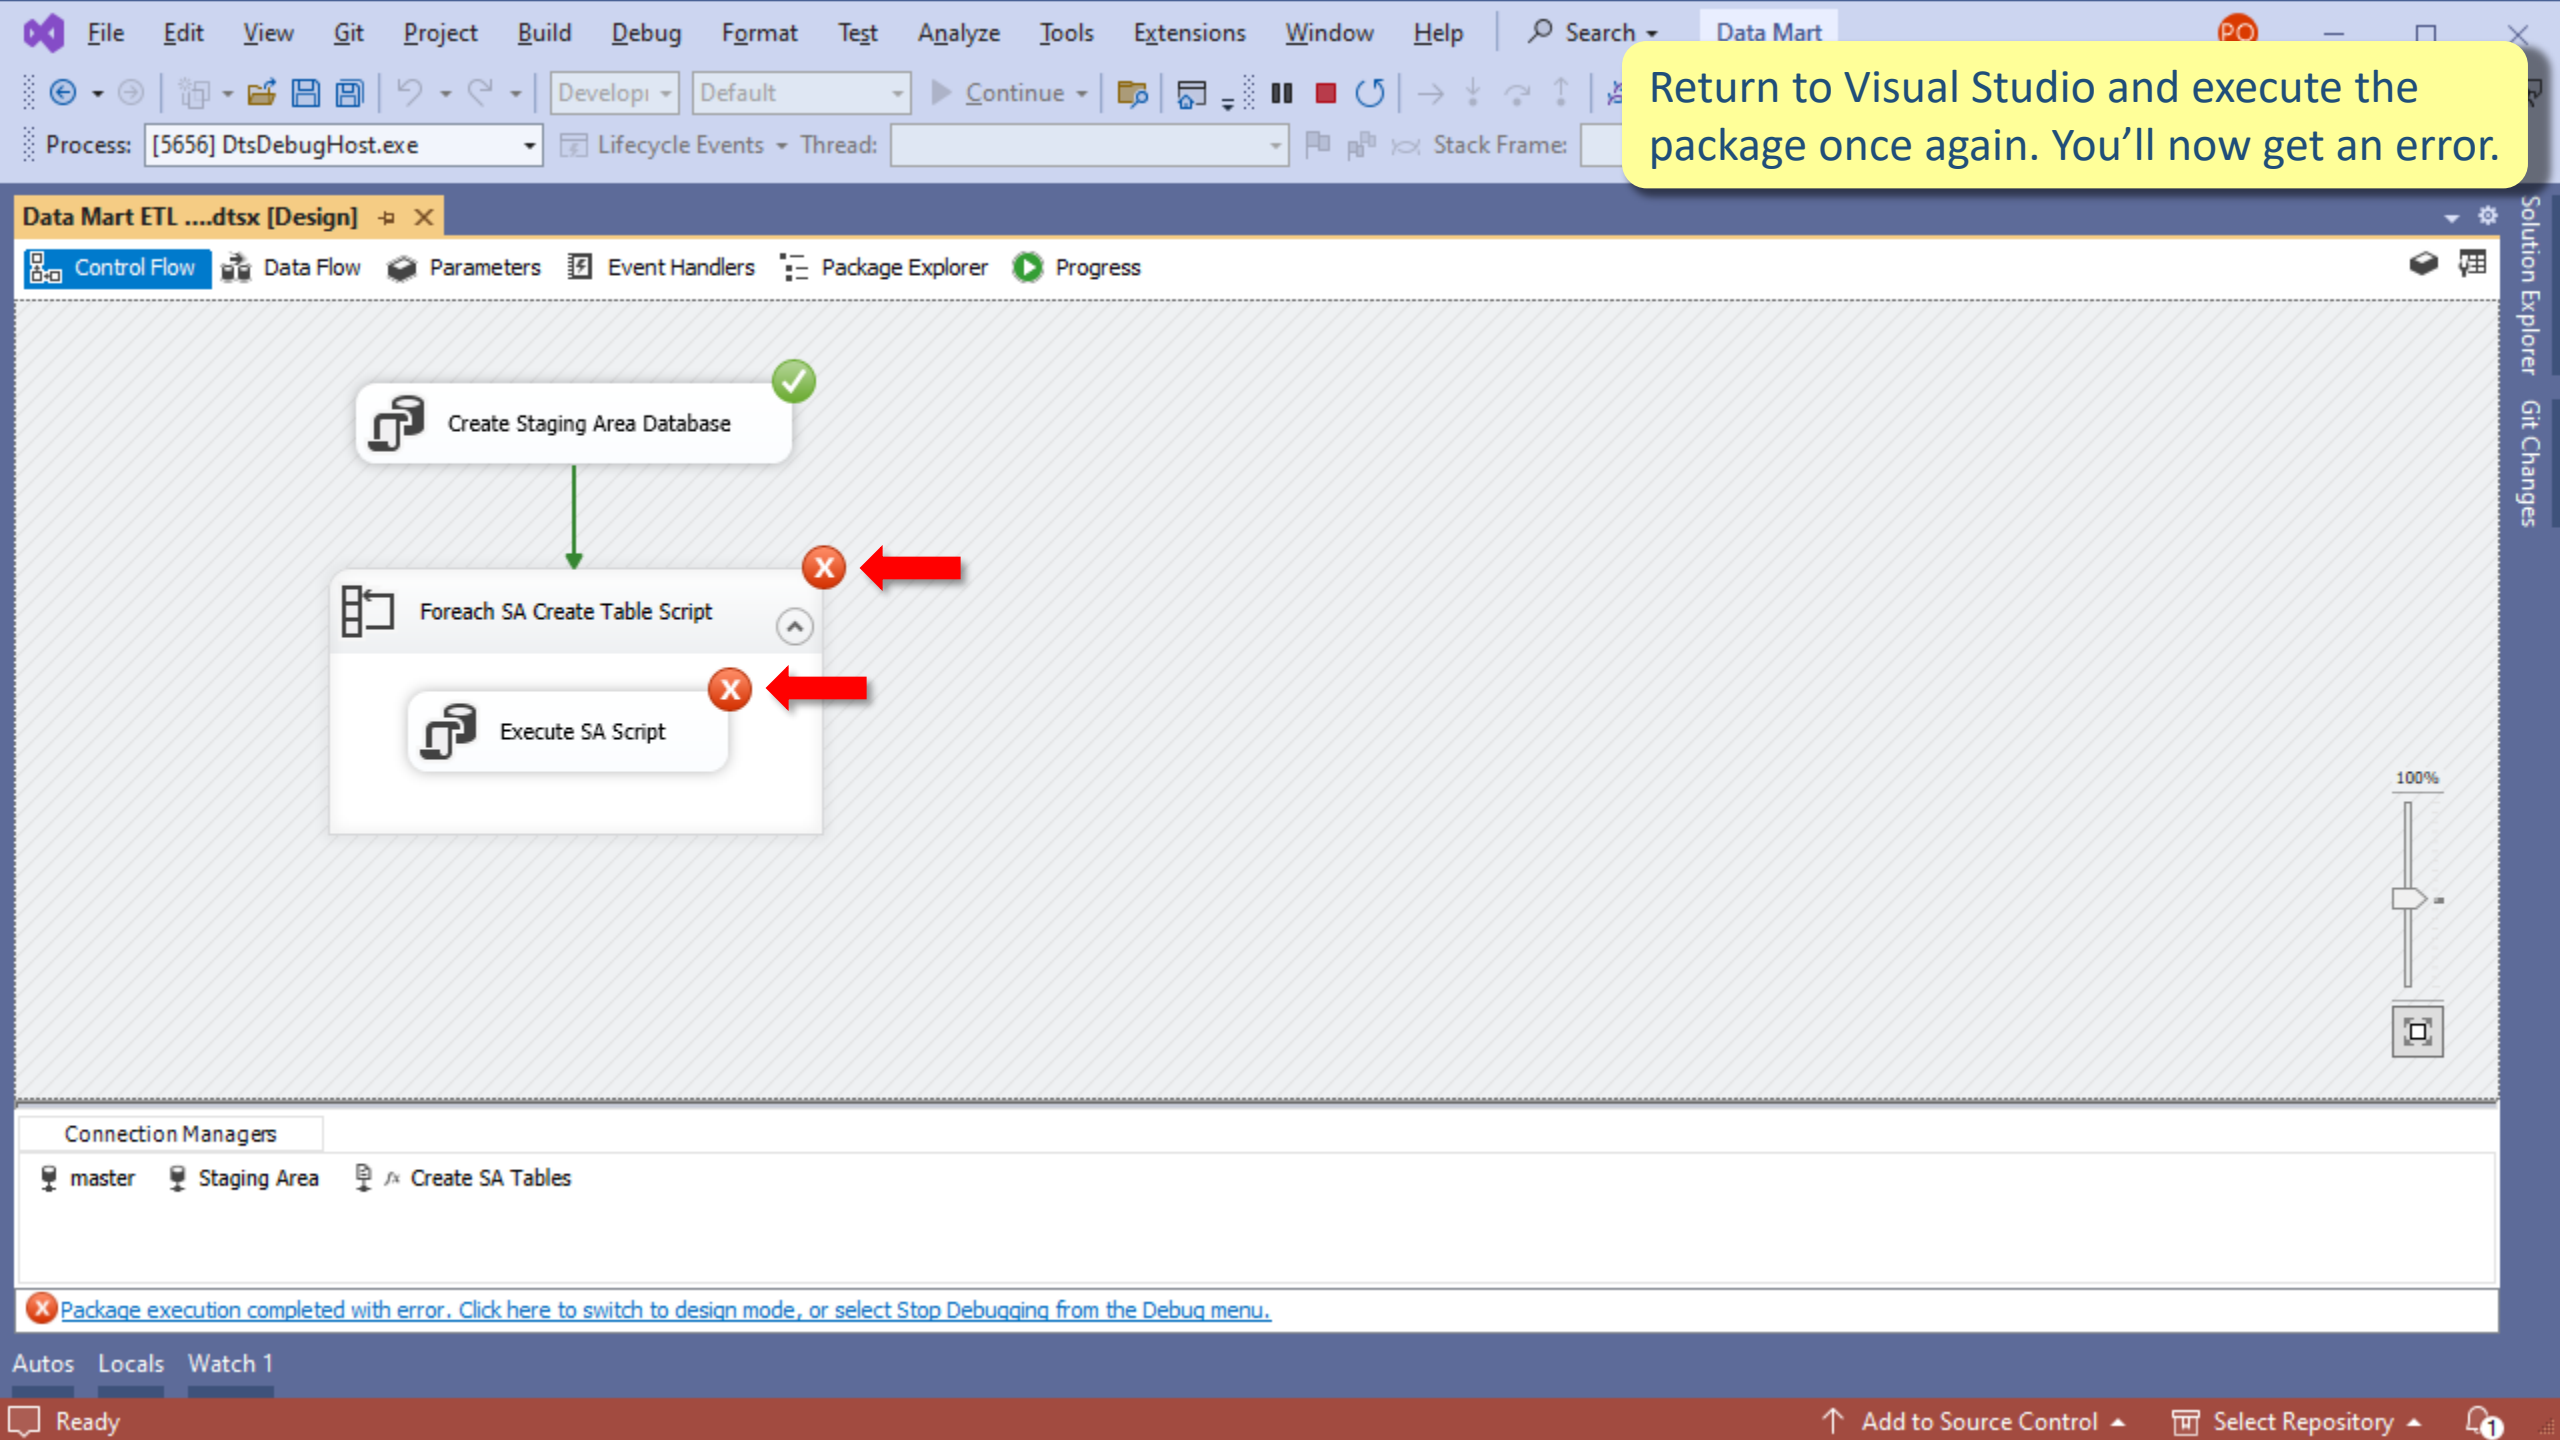 File Edit View Git Project Build Debug Format Test Analyze Tools Extensions Window Help Search Data Mart PO
Return to Visual Studio and execute the
package once again. You’ll now get an error.
Default Continue
Process: [5656] DtsDebugHost.exe Lifecycle Events Thread: Stack Frame:
Data Mart ETL ....dtsx [Design]
Control Flow Data Flow Parameters Event Handlers Package Explorer Progress
Solution Explorer
Git Changes
Create Staging Area Database
Foreach SA Create Table Script
Execute SA Script
100%
Connection Managers
master Staging Area fx Create SA Tables
Package execution completed with error. Click here to switch to design mode, or select Stop Debugging from the Debug menu.
Autos Locals Watch 1
Ready Add to Source Control Select Repository 1